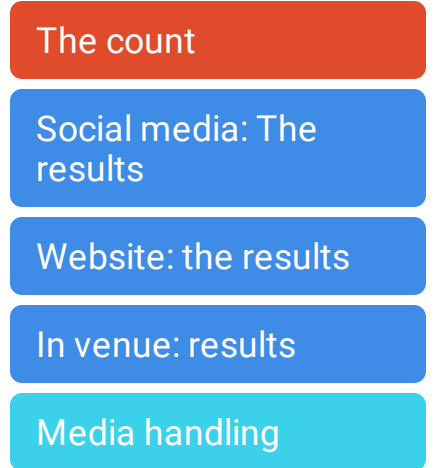 The count
Social media: The
results
Website: the results
In venue: results
Media handling